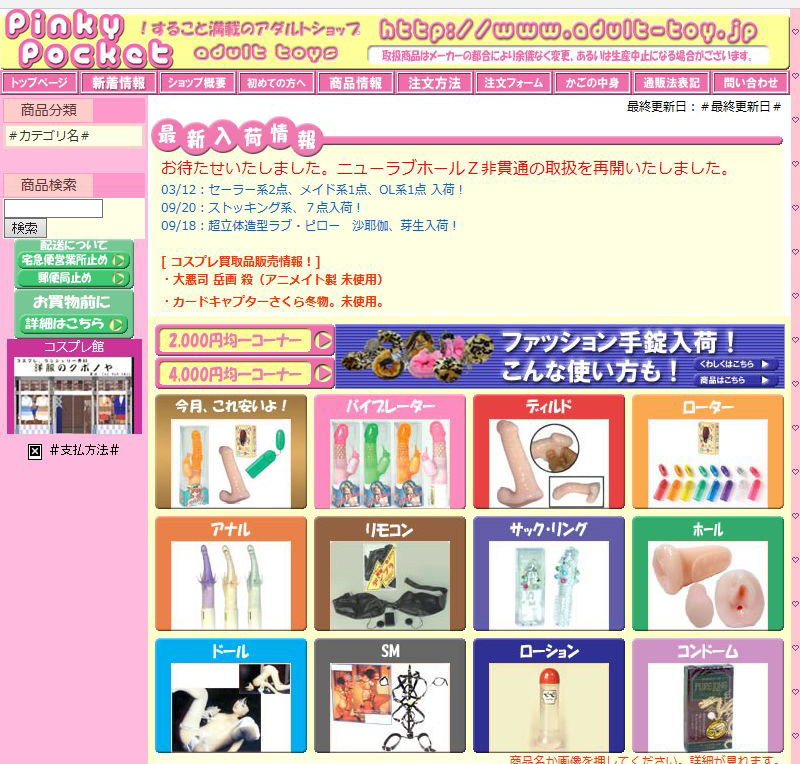 Pinky Pocket
!すること満載のアダルトショップ
adult toys
http://www.adult-toy.jp
取扱商品はメーカーの都合により余儀なく変更、あるいは生産中止になる場合がございます。
トップページ 新着情報 ショップ概要 初めての方へ 商品情報 注文方法 注文フォーム かごの中身 通販法表記 問い合わせ
最終更新日：＃最終更新日＃
商品分類
＃カテゴリ名＃
商品検索
検索
配送について
宅急便営業所止め
郵便局止め
お買物前に
詳細はこちら
コスプレ館
洋服のクボノヤ
＃支払方法＃
最新入荷情報
お待たせいたしました。ニューラブホールＺ非貫通の取扱を再開いたしました。
03/12：セーラー系2点、メイド系1点、OL系1点 入荷！
09/20：ストッキング系、７点入荷！
09/18：超立体造型ラブ・ピロー　沙耶伽、芽生入荷！
[ コスプレ買取品販売情報！]
・大悪司 岳画 殺（アニメイト製 未使用）
・カードキャプターさくら冬物。未使用。
2,000円均一コーナー
4,000円均一コーナー
ファッション手錠入荷！
こんな使い方も！
くわしくはこちら
商品はこちら
今月、これ安いよ！ バイブレーター ディルド ローター
アナル リモコン サック・リング ホール
ドール SM ローション コンドーム
商品名か画像を押してください。詳細が見れます。